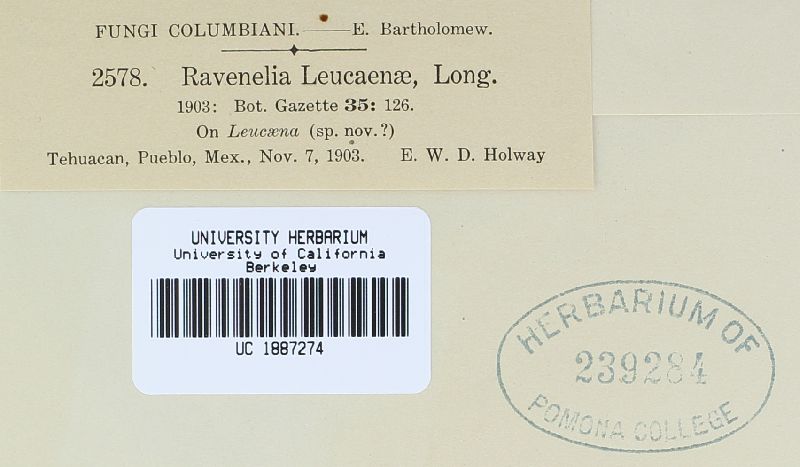 FUNGI COLUMBIANI.—E. Bartholomew.
2578. Ravenelia Leucaenæ, Long.
1903: Bot. Gazette 35: 126.
On Leucæna (sp. nov.?)
Tehuacan, Pueblo, Mex., Nov. 7, 1903. E. W. D. Holway
UNIVERSITY HERBARIUM
University of California
Berkeley
UC 1887274
HERBARIUM OF
239284
POMONA COLLEGE